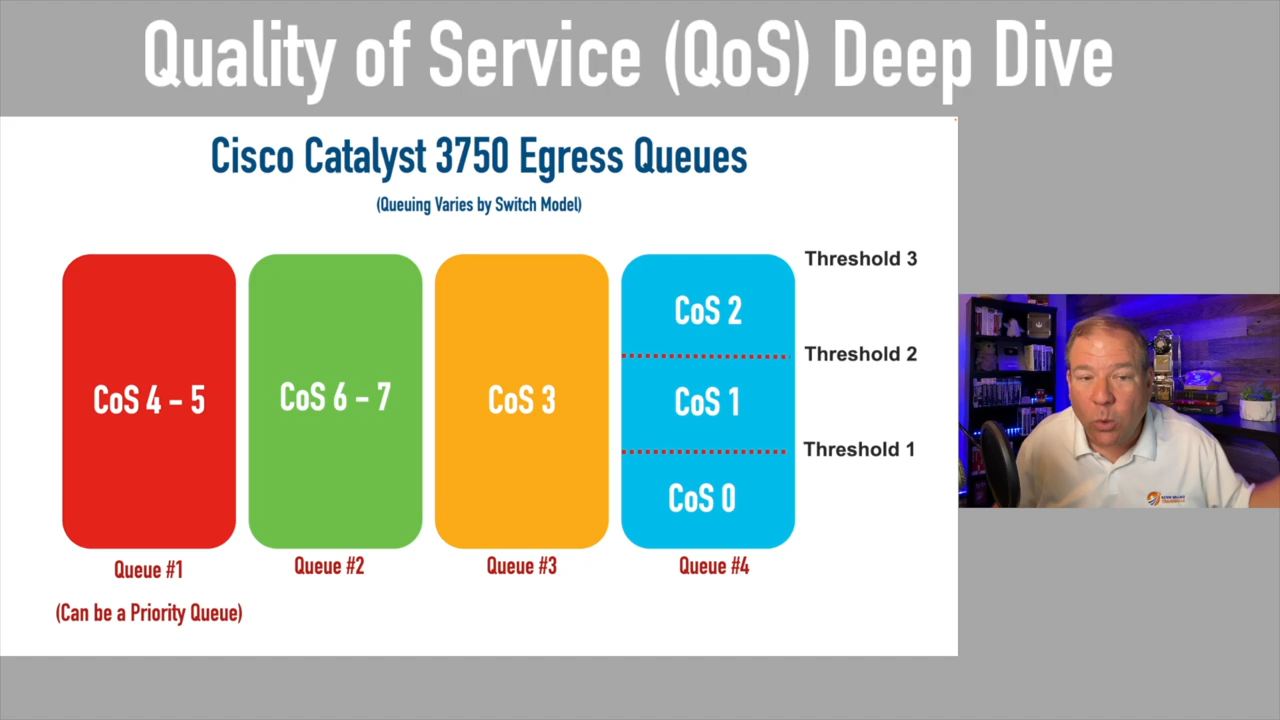 Quality of Service (QoS) Deep Dive
Cisco Catalyst 3750 Egress Queues
(Queuing Varies by Switch Model)
CoS 4 – 5
CoS 6 – 7
CoS 3
CoS 2
CoS 1
CoS 0
Threshold 3
Threshold 2
Threshold 1
Queue #1
Queue #2
Queue #3
Queue #4
(Can be a Priority Queue)